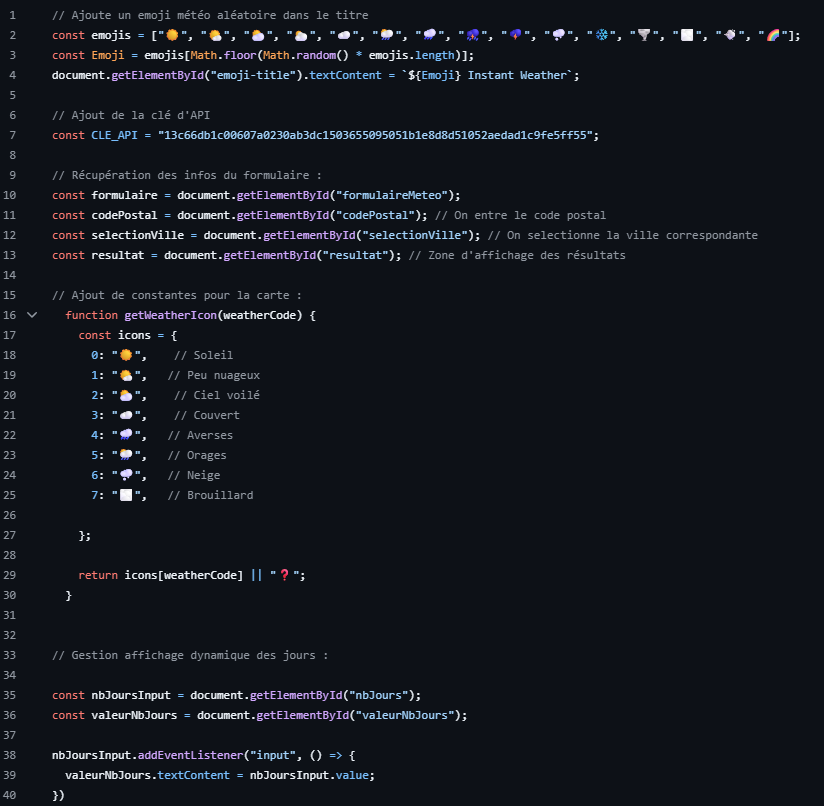 1 // Ajoute un emoji météo aléatoire dans le titre
2 const emojis = ["☀️", "🌤️", "⛅", "🌥️", "☁️", "🌦️", "🌧️", "⛈️", "🌩️", "🌨️", "❄️", "🌪️", "🌫️", "☄️", "🌈"];
3 const Emoji = emojis[Math.floor(Math.random() * emojis.length)];
4 document.getElementById("emoji-title").textContent = `${Emoji} Instant Weather`;
5
6 // Ajout de la clé d'API
7 const CLE_API = "13c66db1c00607a0230ab3dc1503655095051b1e8d8d51052aedad1c9fe5ff55";
8
9 // Récupération des infos du formulaire :
10 const formulaire = document.getElementById("formulaireMeteo");
11 const codePostal = document.getElementById("codePostal"); // On entre le code postal
12 const selectionVille = document.getElementById("selectionVille"); // On selectionne la ville correspondante
13 const resultat = document.getElementById("resultat"); // Zone d'affichage des résultats
14
15 // Ajout de constantes pour la carte :
16 function getWeatherIcon(weatherCode) {
17 const icons = {
18 0: "☀️", // Soleil
19 1: "🌤️", // Peu nuageux
20 2: "⛅", // Ciel voilé
21 3: "☁️", // Couvert
22 4: "🌧️", // Averses
23 5: "🌦️", // Orages
24 6: "🌨️", // Neige
25 7: "🌫️", // Brouillard
26
27 };
28
29 return icons[weatherCode] || "❓";
30 }
31
32
33 // Gestion affichage dynamique des jours :
34
35 const nbJoursInput = document.getElementById("nbJours");
36 const valeurNbJours = document.getElementById("valeurNbJours");
37
38 nbJoursInput.addEventListener("input", () => {
39 valeurNbJours.textContent = nbJoursInput.value;
40 })